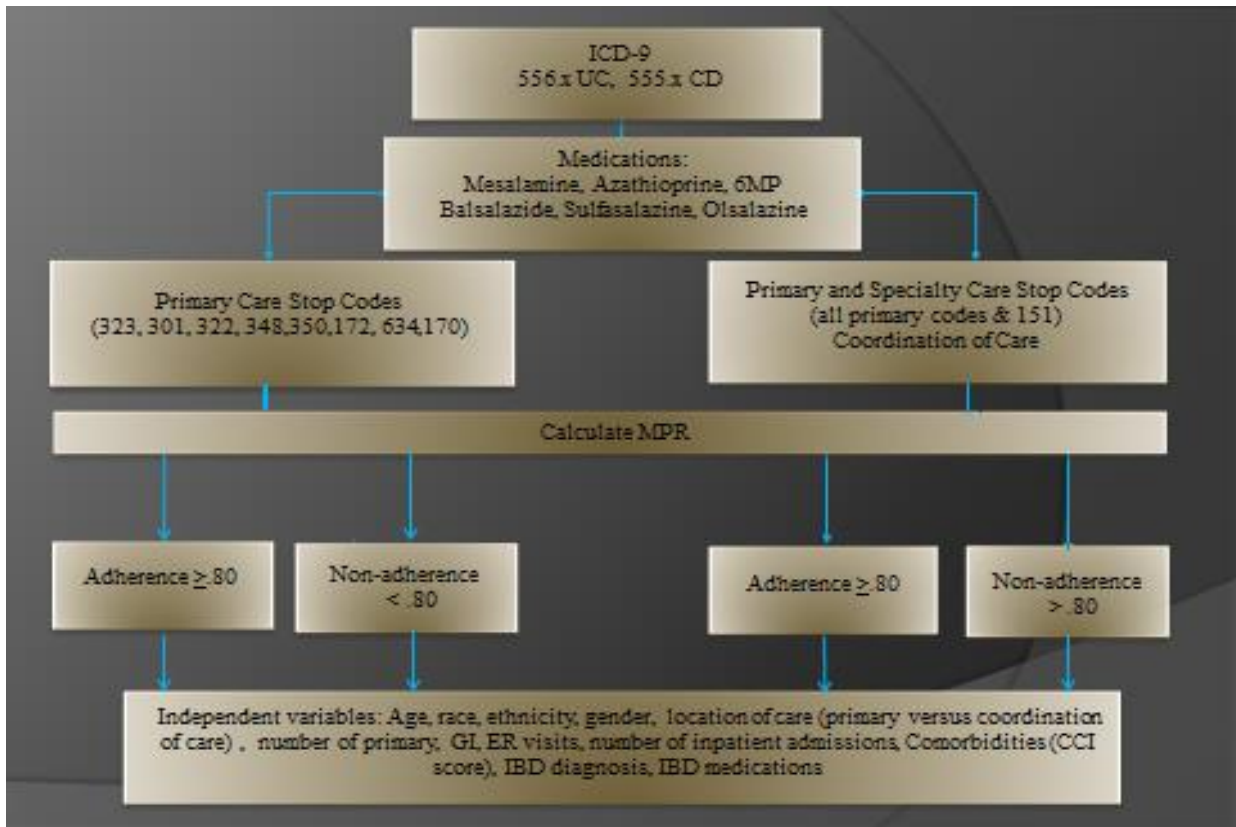 ICD-9
556.x UC, 555.x CD
Medications:
Mesalamine, Azathioprine, 6MP
Balsalazide, Sulfasalazine, Olsalazine
Primary Care Stop Codes
(323, 301, 322, 348,350,172, 634,170)
Primary and Specialty Care Stop Codes
(all primary codes & 151)
Coordination of Care
Calculate MPR
Adherence ≥.80
Non-adherence
< .80
Adherence ≥.80
Non-adherence
> .80
Independent variables: Age, race, ethnicity, gender, location of care (primary versus coordination
of care) , number of primary, GI, ER visits, number of inpatient admissions, Comorbidities (CCI
score), IBD diagnosis, IBD medications